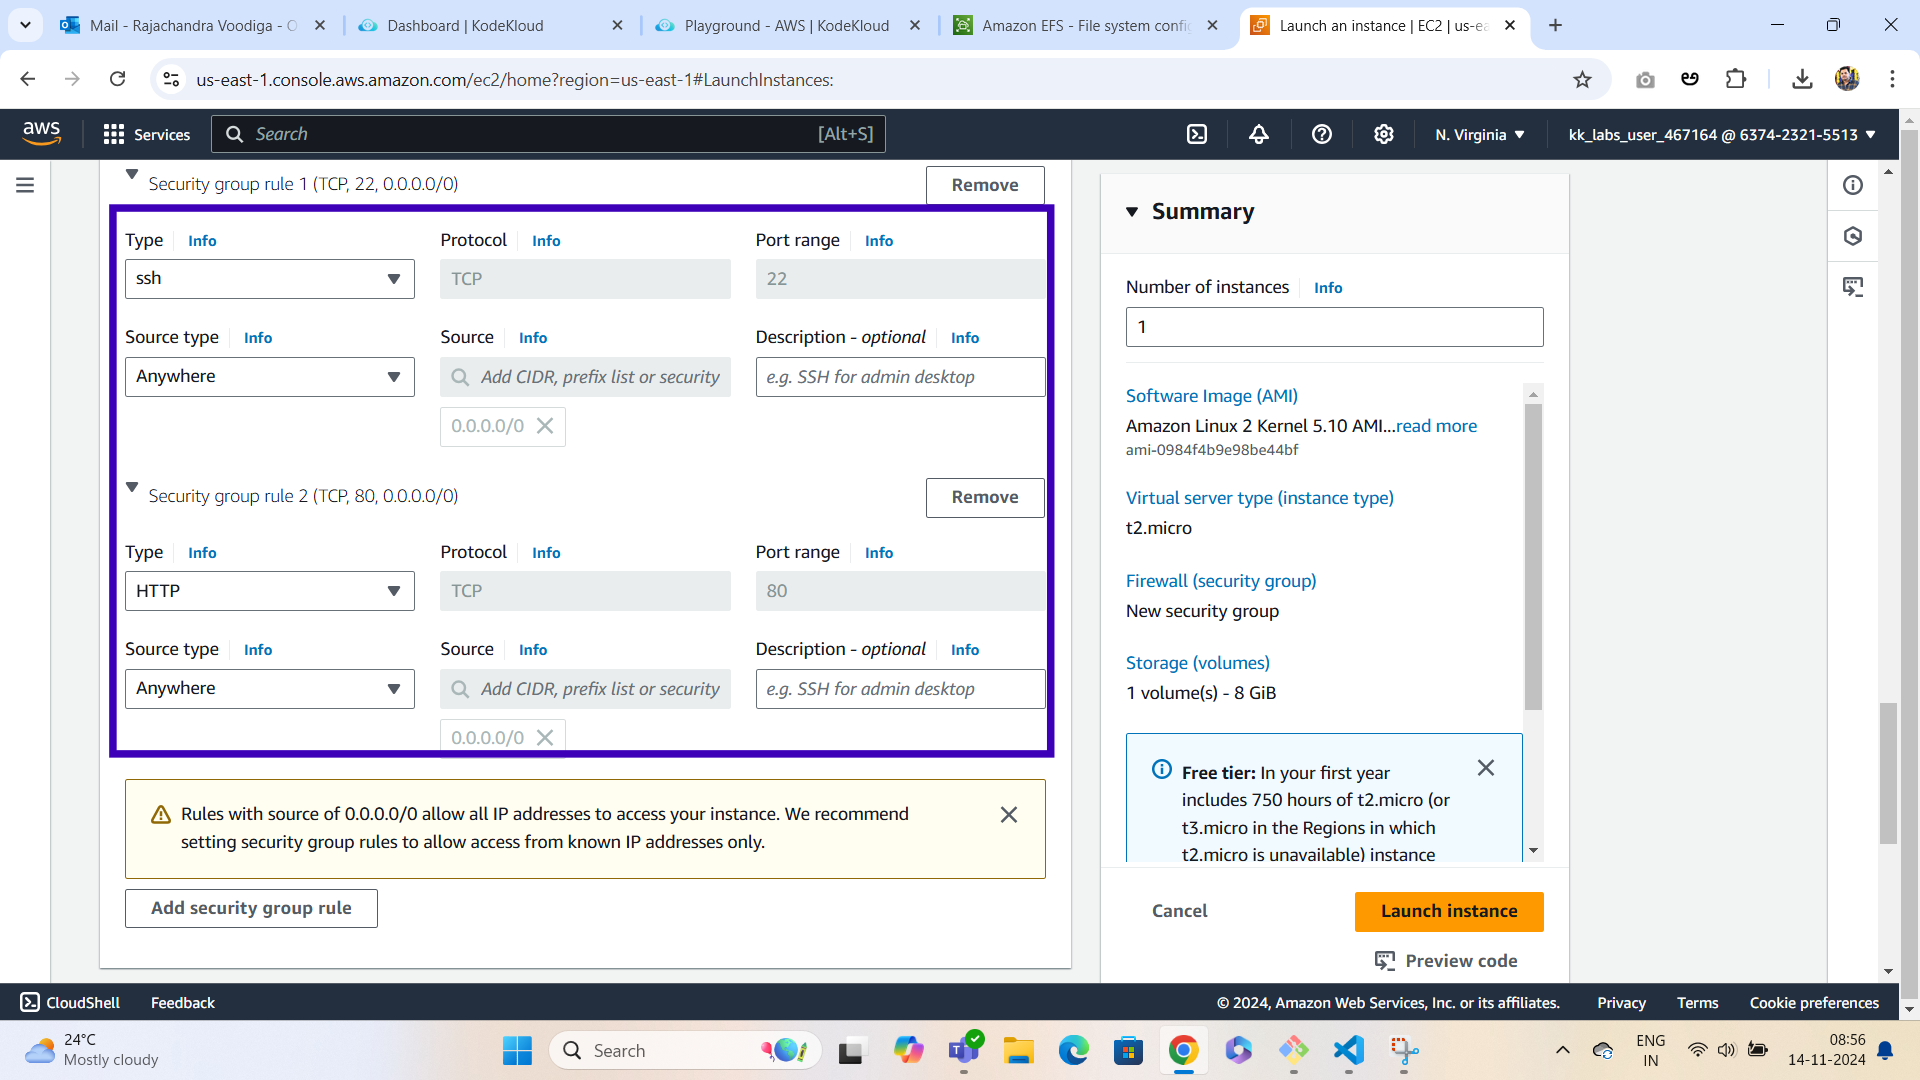 Mail - Rajachandra Voodiga - O
Dashboard | KodeKloud
Playground - AWS | KodeKloud
Amazon EFS - File system config
Launch an instance | EC2 | us-ea
us-east-1.console.aws.amazon.com/ec2/home?region=us-east-1#LaunchInstances:
aws
Services
Search
[Alt+S]
N. Virginia
kk_labs_user_467164 @ 6374-2321-5513
Security group rule 1 (TCP, 22, 0.0.0.0/0)
Remove
Type Info
Protocol Info
Port range Info
ssh
TCP
22
Source type Info
Source Info
Description - optional Info
Anywhere
Add CIDR, prefix list or security
e.g. SSH for admin desktop
0.0.0.0/0
Security group rule 2 (TCP, 80, 0.0.0.0/0)
Remove
Type Info
Protocol Info
Port range Info
HTTP
TCP
80
Source type Info
Source Info
Description - optional Info
Anywhere
Add CIDR, prefix list or security
e.g. SSH for admin desktop
0.0.0.0/0
Rules with source of 0.0.0.0/0 allow all IP addresses to access your instance. We recommend
setting security group rules to allow access from known IP addresses only.
Add security group rule
Summary
Number of instances Info
1
Software Image (AMI)
Amazon Linux 2 Kernel 5.10 AMI...read more
ami-0984f4b9e98be44bf
Virtual server type (instance type)
t2.micro
Firewall (security group)
New security group
Storage (volumes)
1 volume(s) - 8 GiB
Free tier: In your first year
includes 750 hours of t2.micro (or
t3.micro in the Regions in which
t2.micro is unavailable) instance
Cancel
Launch instance
Preview code
CloudShell
Feedback
© 2024, Amazon Web Services, Inc. or its affiliates.
Privacy
Terms
Cookie preferences
24°C
Mostly cloudy
Search
ENG
IN
08:56
14-11-2024